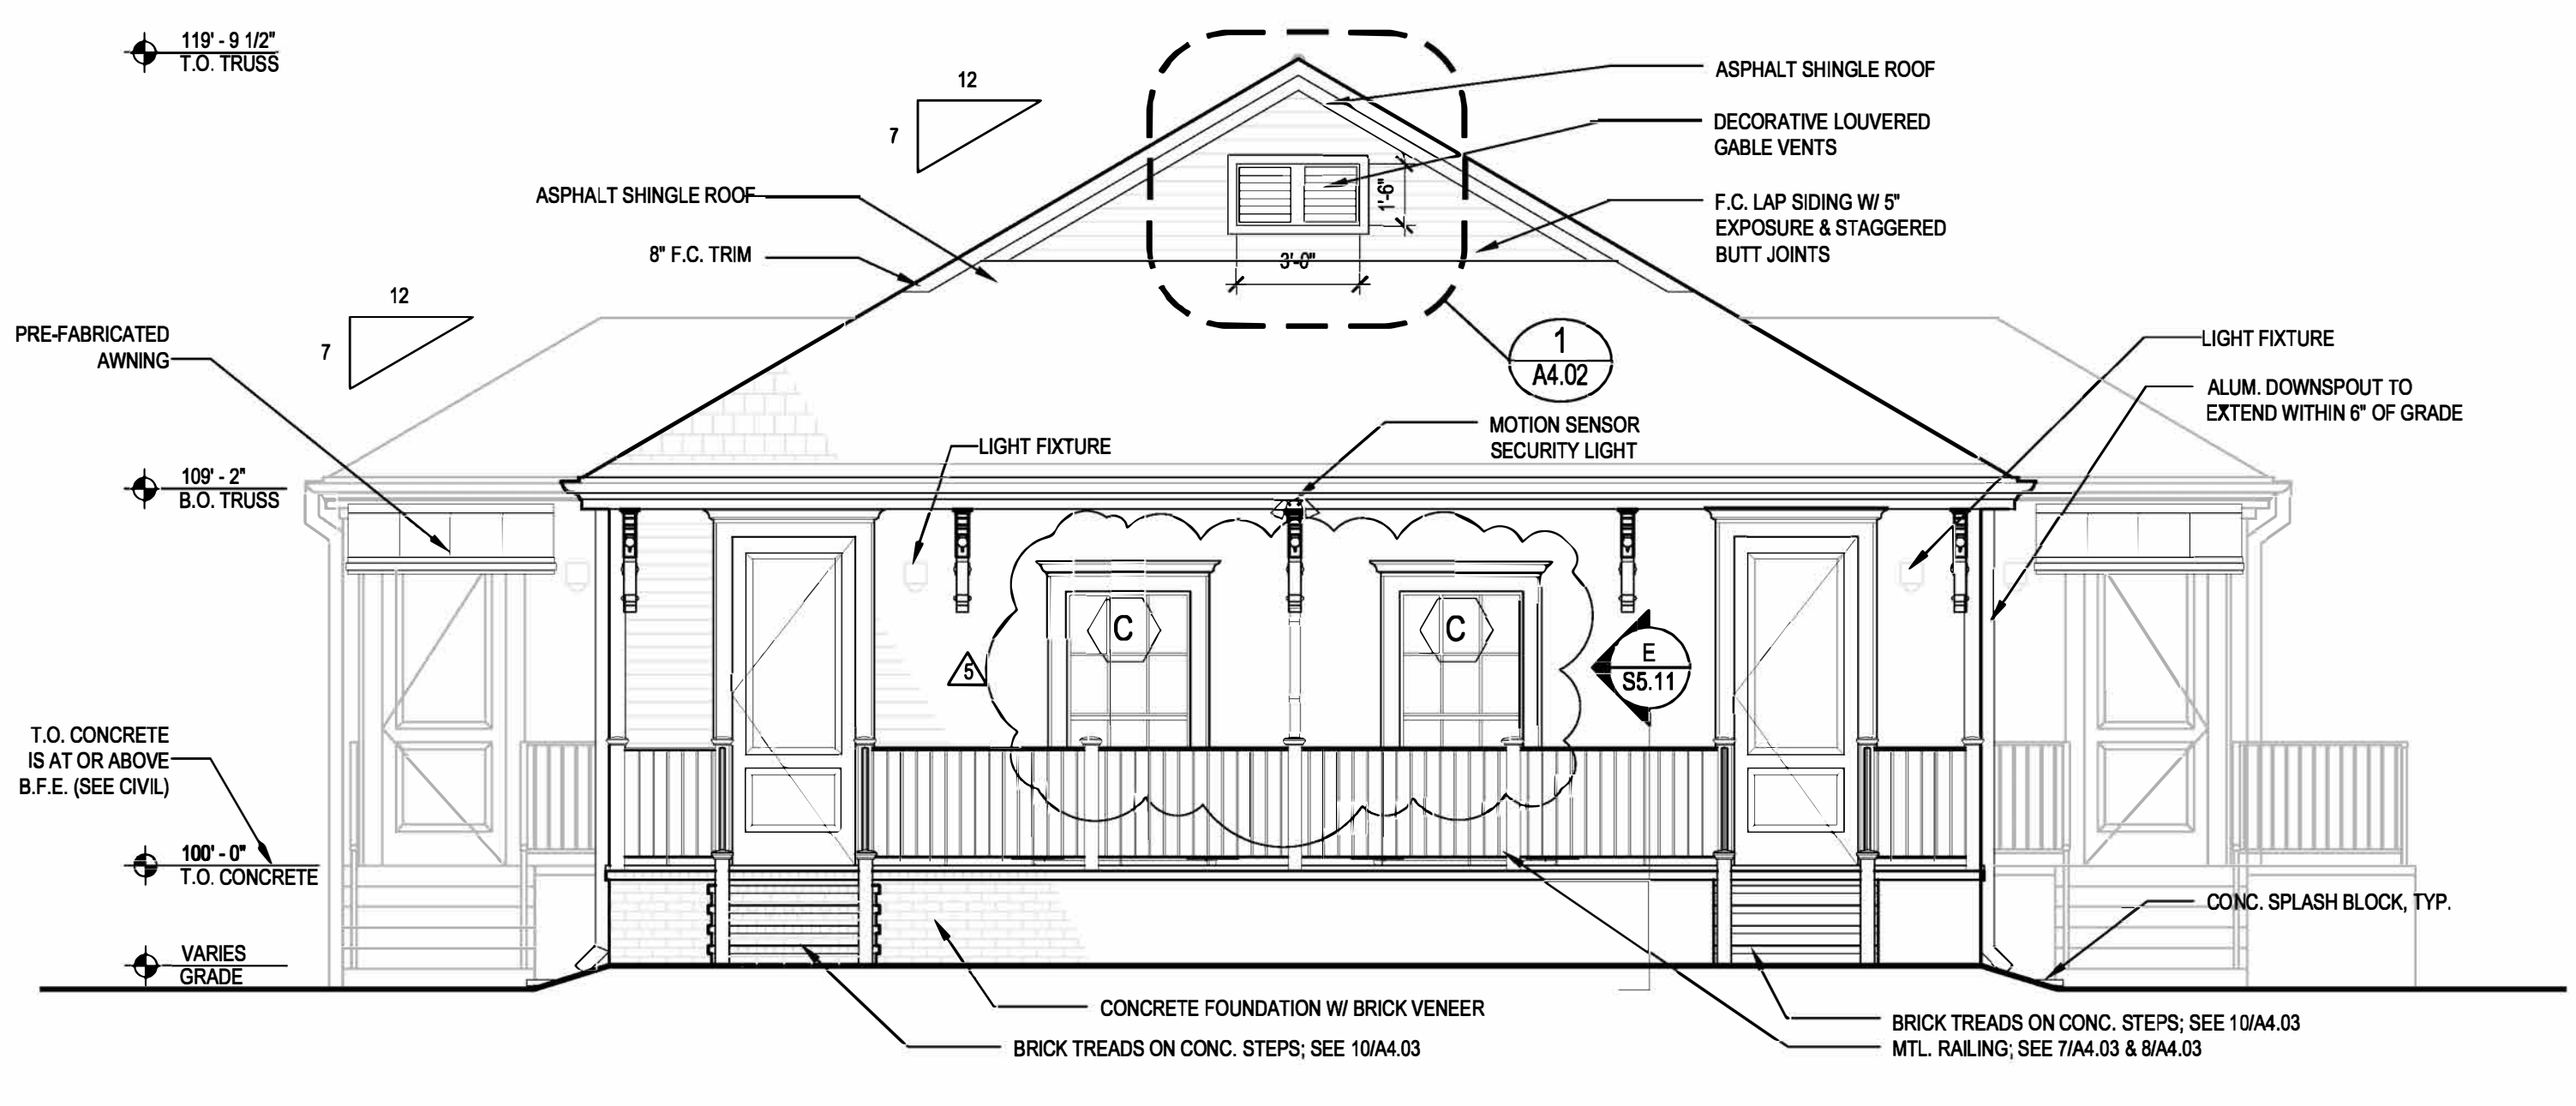 119' - 9 1/2"
T.O. TRUSS
12
7
ASPHALT SHINGLE ROOF
DECORATIVE LOUVERED
GABLE VENTS
1'-6"
ASPHALT SHINGLE ROOF
F.C. LAP SIDING W/ 5"
EXPOSURE & STAGGERED
BUTT JOINTS
8" F.C. TRIM
3'-0"
12
7
PRE-FABRICATED
AWNING
1
A4.02
LIGHT FIXTURE
ALUM. DOWNSPOUT TO
EXTEND WITHIN 6" OF GRADE
MOTION SENSOR
SECURITY LIGHT
LIGHT FIXTURE
109' - 2"
B.O. TRUSS
C
C
5
E
S5.11
T.O. CONCRETE
IS AT OR ABOVE
B.F.E. (SEE CIVIL)
100' - 0"
T.O. CONCRETE
CONC. SPLASH BLOCK, TYP.
VARIES
GRADE
CONCRETE FOUNDATION W/ BRICK VENEER
BRICK TREADS ON CONC. STEPS; SEE 10/A4.03
BRICK TREADS ON CONC. STEPS; SEE 10/A4.03
MTL. RAILING; SEE 7/A4.03 & 8/A4.03